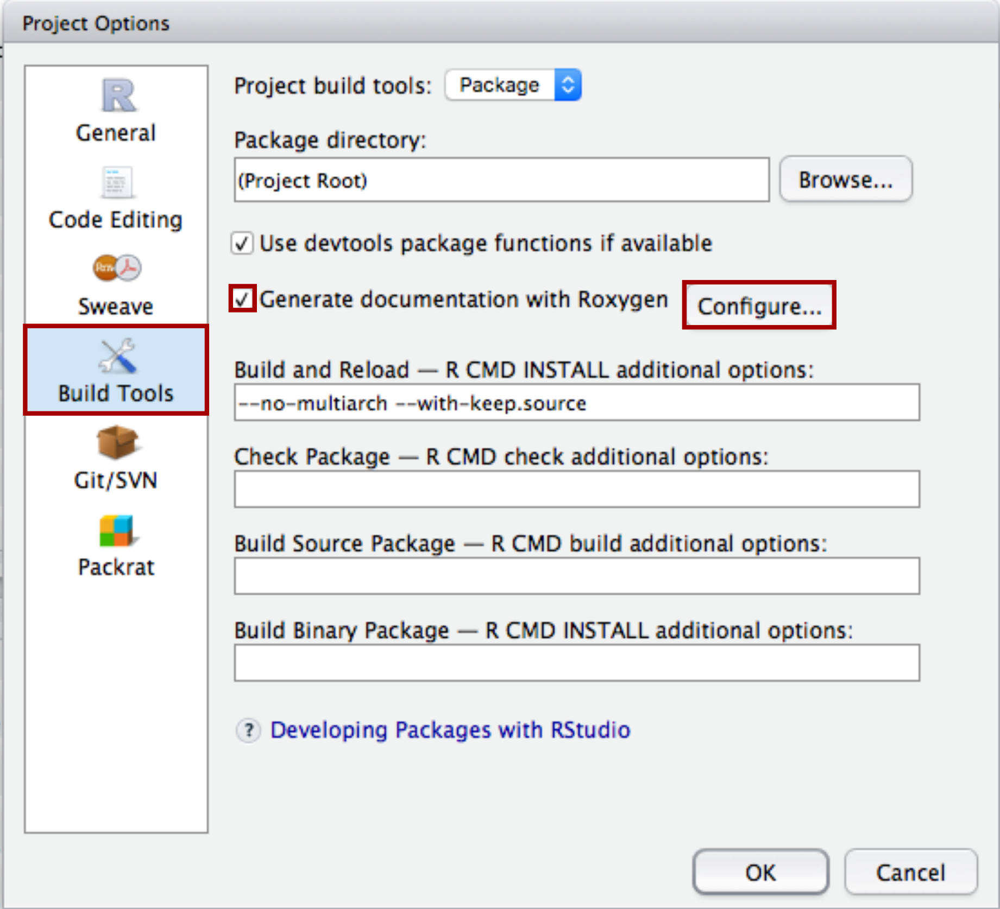 Project Options
General
Code Editing
Sweave
Build Tools
Git/SVN
Packrat
Project build tools: Package
Package directory:
(Project Root)
Browse...
✓ Use devtools package functions if available
✓ Generate documentation with Roxygen
Configure...
Build and Reload — R CMD INSTALL additional options:
--no-multiarch --with-keep.source
Check Package — R CMD check additional options:
Build Source Package — R CMD build additional options:
Build Binary Package — R CMD INSTALL additional options:
? Developing Packages with RStudio
OK
Cancel